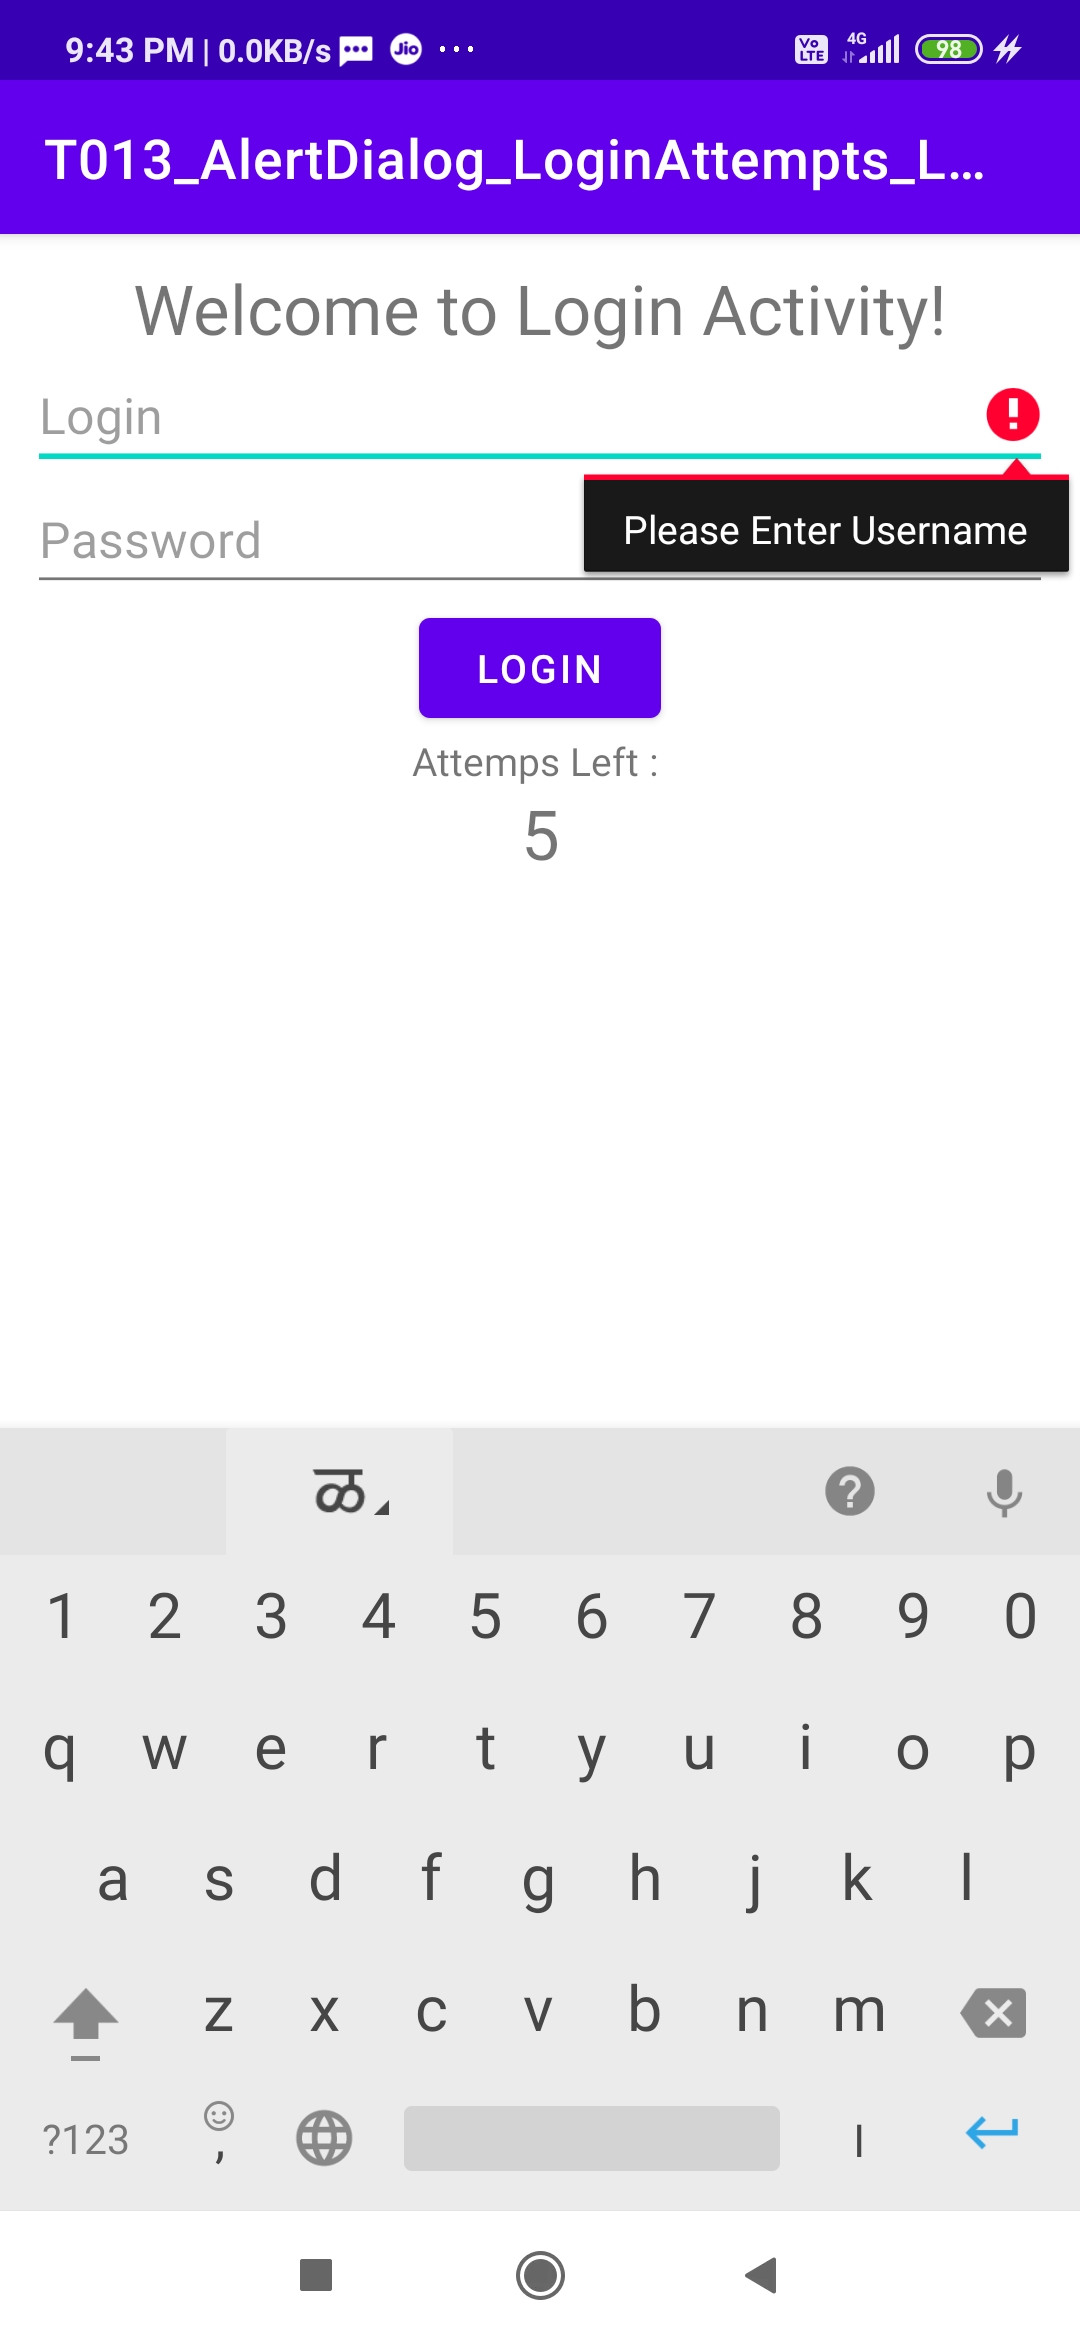 9:43 PM | 0.0KB/s Jio ... Vo LTE 4G 98
T013_AlertDialog_LoginAttempts_L...
Welcome to Login Activity!
Login
Please Enter Username
Password
LOGIN
Attemps Left :
5
ळ
1 2 3 4 5 6 7 8 9 0
q w e r t y u i o p
a s d f g h j k l
z x c v b n m
?123 , ।